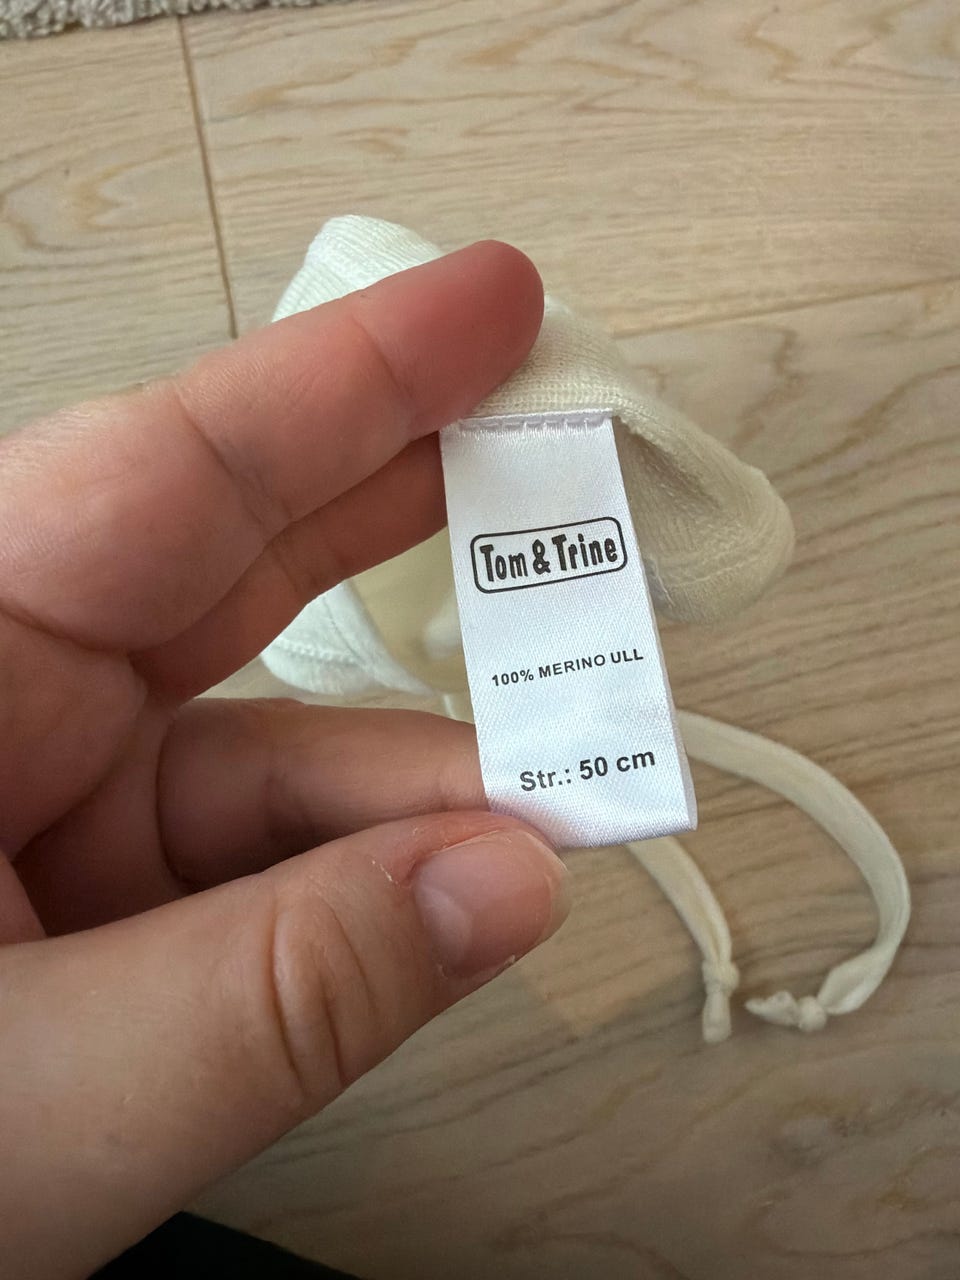 Tom & Trine
100% MERINO ULL
Str.: 50 cm